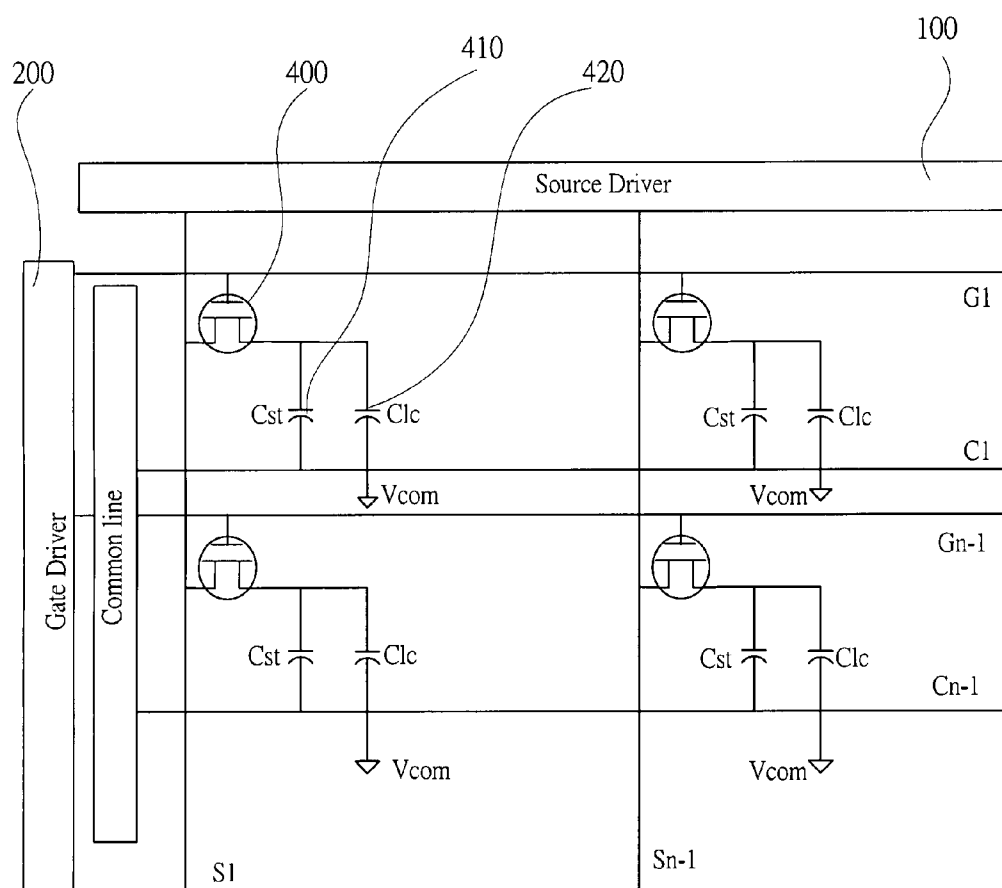 100
410
200
400
420
Source Driver
G1
Cst
Clc
Cst
Clc
C1
Vcom
Vcom
Gn-1
Gate Driver
Common line
Cst
Clc
Cst
Clc
Cn-1
Vcom
Vcom
S1
Sn-1